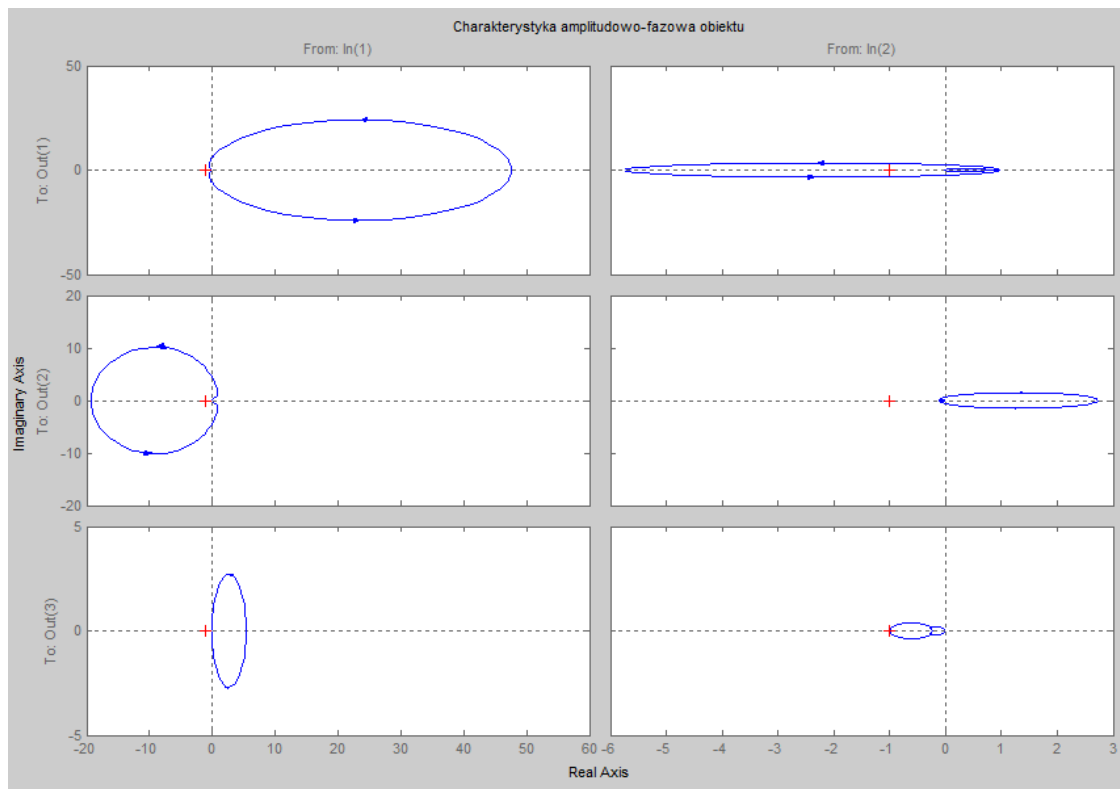 Charakterystyka amplitudowo-fazowa obiektu
From: In(1)
From: In(2)
50
0
-50
To: Out(1)
20
10
0
-10
-20
To: Out(2)
Imaginary Axis
5
0
-5
To: Out(3)
-20 -10 0 10 20 30 40 50 60
-6 -5 -4 -3 -2 -1 0 1 2 3
Real Axis